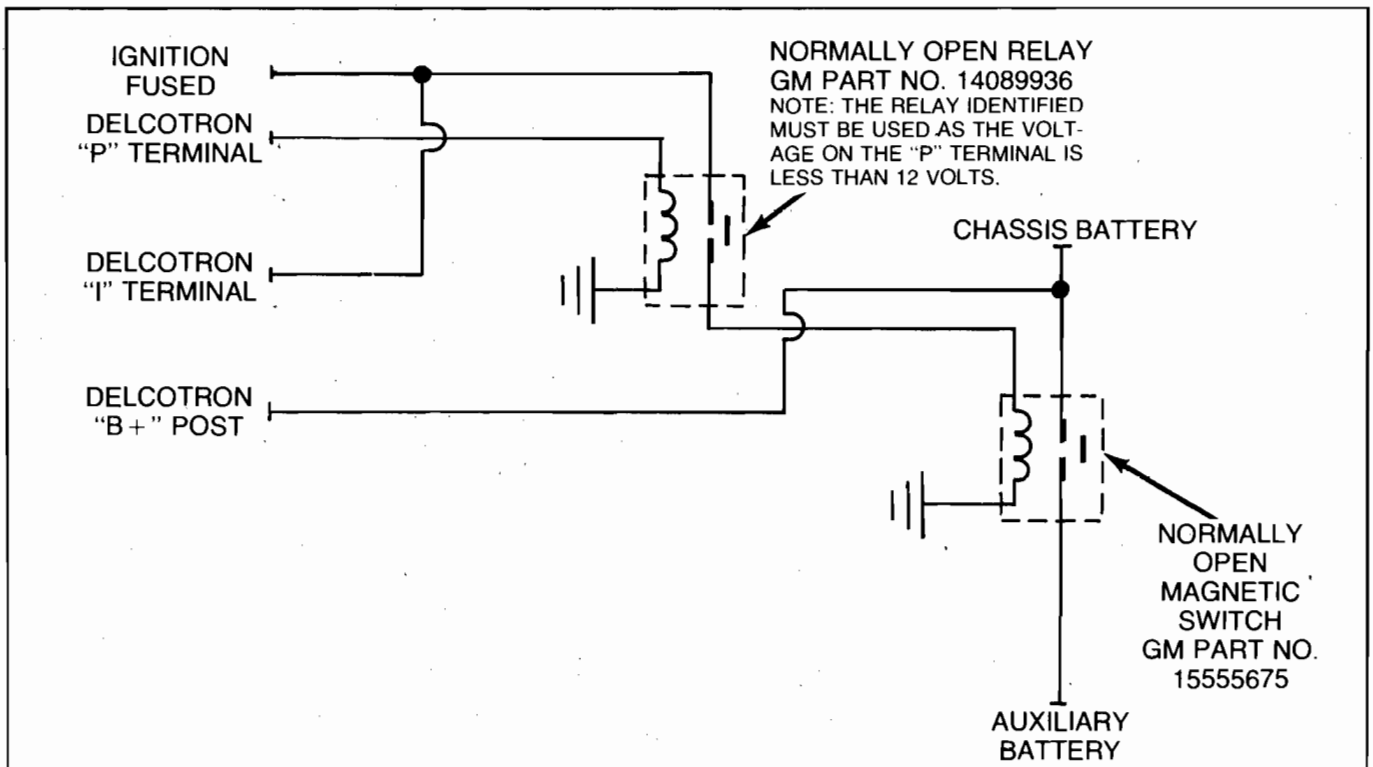 IGNITION
FUSED
DELCOTRON
“P” TERMINAL
DELCOTRON
“I” TERMINAL
DELCOTRON
“B+” POST
NORMALLY OPEN RELAY
GM PART NO. 14089936
NOTE: THE RELAY IDENTIFIED
MUST BE USED AS THE VOLT-
AGE ON THE “P” TERMINAL IS
LESS THAN 12 VOLTS.
CHASSIS BATTERY
NORMALLY
OPEN
MAGNETIC
SWITCH
GM PART NO.
15555675
AUXILIARY
BATTERY